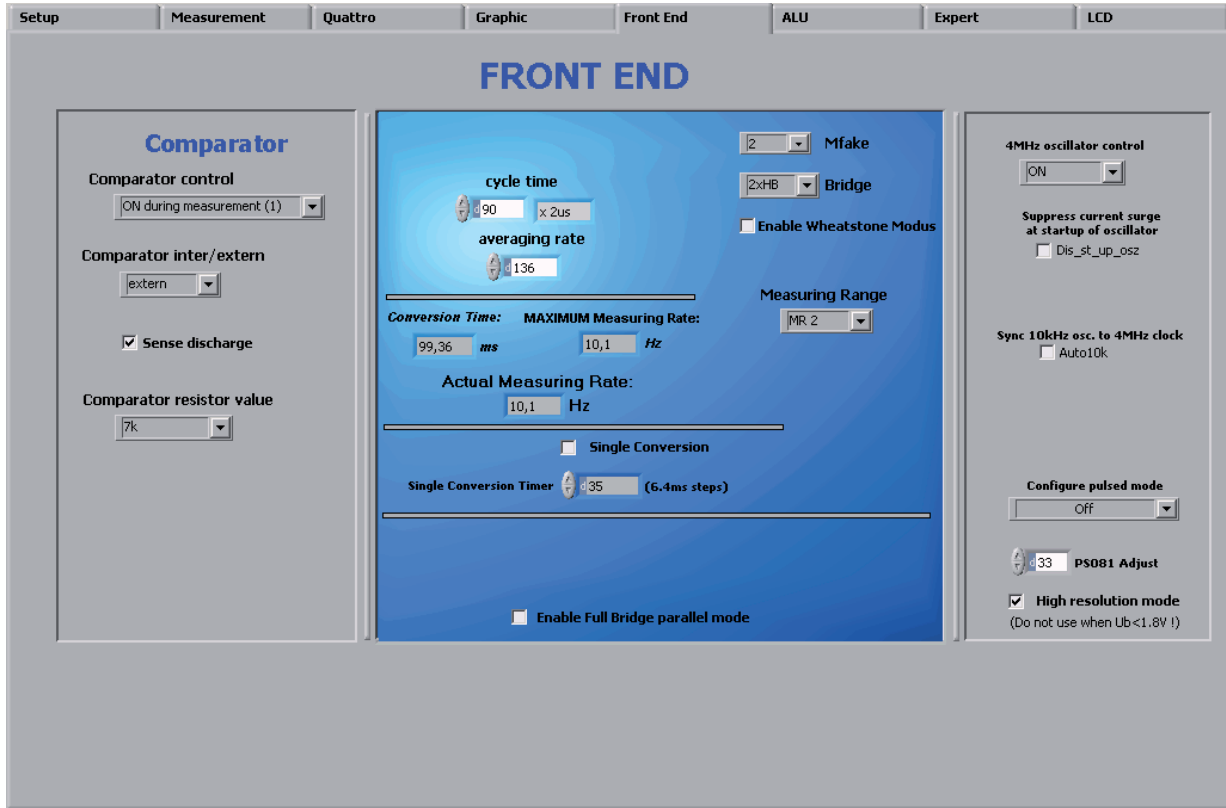 Setup Measurement Quattro Graphic Front End ALU Expert LCD
FRONT END
Comparator
Comparator control
ON during measurement (1)
Comparator inter/extern
extern
Sense discharge
Comparator resistor value
7k
cycle time
d 90 x 2us
averaging rate
d 136
Conversion Time: MAXIMUM Measuring Rate:
99,36 ms 10,1 Hz
Actual Measuring Rate:
10,1 Hz
Single Conversion
Single Conversion Timer d 35 (6.4ms steps)
Enable Full Bridge parallel mode
2 Mfake
2xHB Bridge
Enable Wheatstone Modus
Measuring Range
MR 2
4MHz oscillator control
ON
Suppress current surge
at startup of oscillator
Dis_st_up_osz
Sync 10kHz osc. to 4MHz clock
Auto10k
Configure pulsed mode
Off
d 33 PS081 Adjust
High resolution mode
(Do not use when Ub<1.8V !)